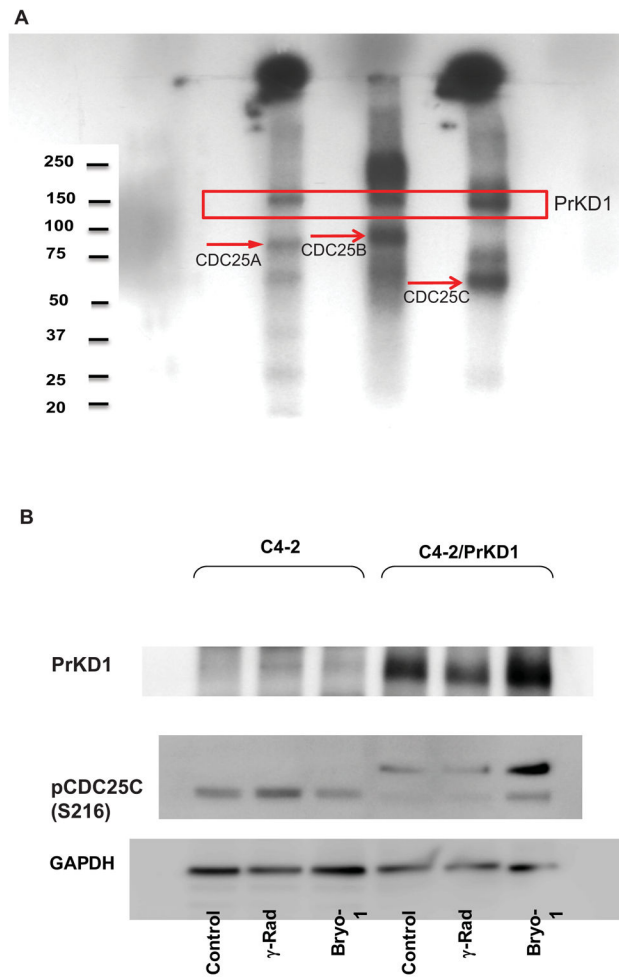 A
250
150
100
75
50
37
25
20
PrKD1
CDC25A
CDC25B
CDC25C
B
C4-2
C4-2/PrKD1
PrKD1
pCDC25C
(S216)
GAPDH
Control
γ-Rad
Bryo-
1
Control
γ-Rad
Bryo-
1